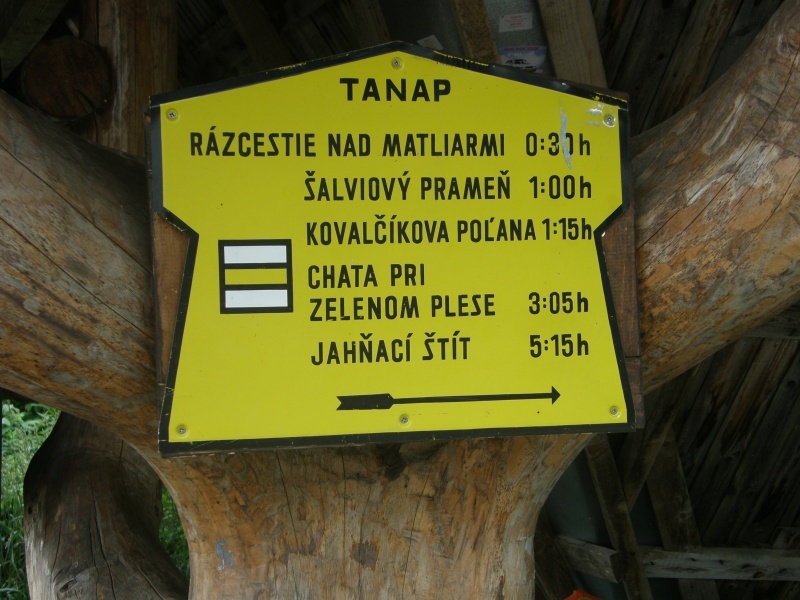 TANAP
RÁZCESTIE NAD MATLIARMI 0:30h
ŠALVIOVÝ PRAMEŇ 1:00h
KOVALČÍKOVA POĽANA 1:15h
CHATA PRI
ZELENOM PLESE 3:05h
JAHŇACÍ ŠTÍT 5:15h